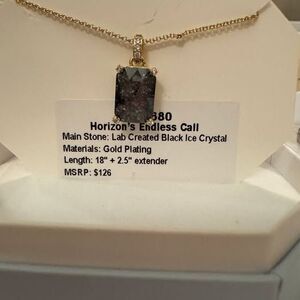 680
Horizon's Endless Call
Main Stone: Lab Created Black Ice Crystal
Materials: Gold Plating
Length: 18" + 2.5" extender
MSRP: $126